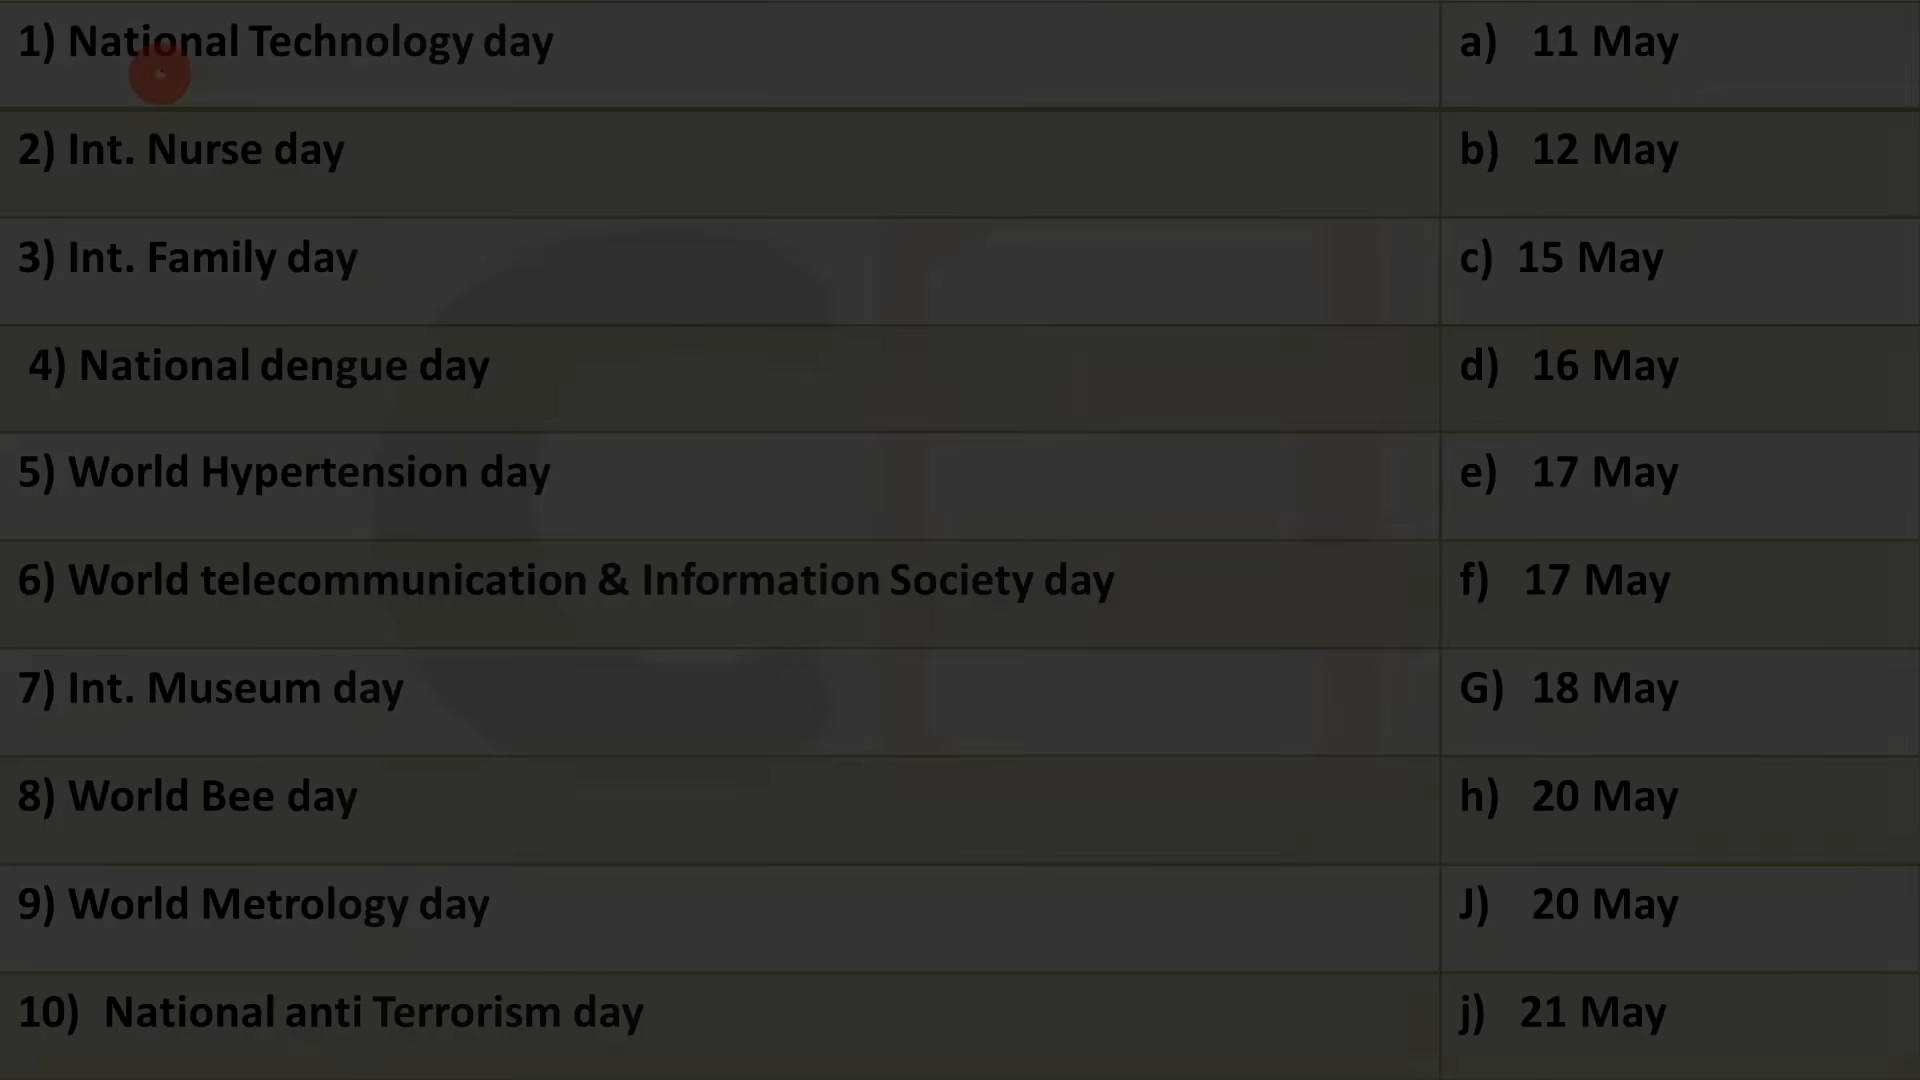 1) National Technology day a) 11 May
2) Int. Nurse day b) 12 May
3) Int. Family day c) 15 May
4) National dengue day d) 16 May
5) World Hypertension day e) 17 May
6) World telecommunication & Information Society day f) 17 May
7) Int. Museum day G) 18 May
8) World Bee day h) 20 May
9) World Metrology day J) 20 May
10) National anti Terrorism day j) 21 May